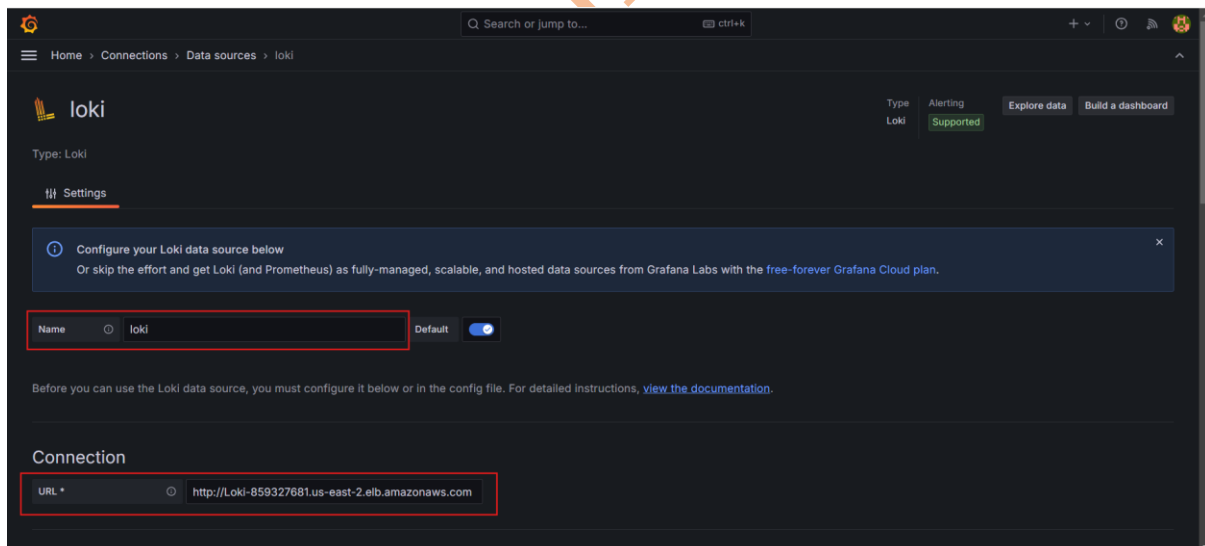 Search or jump to... ctrl+k
Home › Connections › Data sources › loki
loki
Type Alerting Explore data Build a dashboard
Loki Supported
Type: Loki
Settings
Configure your Loki data source below
Or skip the effort and get Loki (and Prometheus) as fully-managed, scalable, and hosted data sources from Grafana Labs with the free-forever Grafana Cloud plan.
Name loki Default
Before you can use the Loki data source, you must configure it below or in the config file. For detailed instructions, view the documentation.
Connection
URL * http://Loki-859327681.us-east-2.elb.amazonaws.com